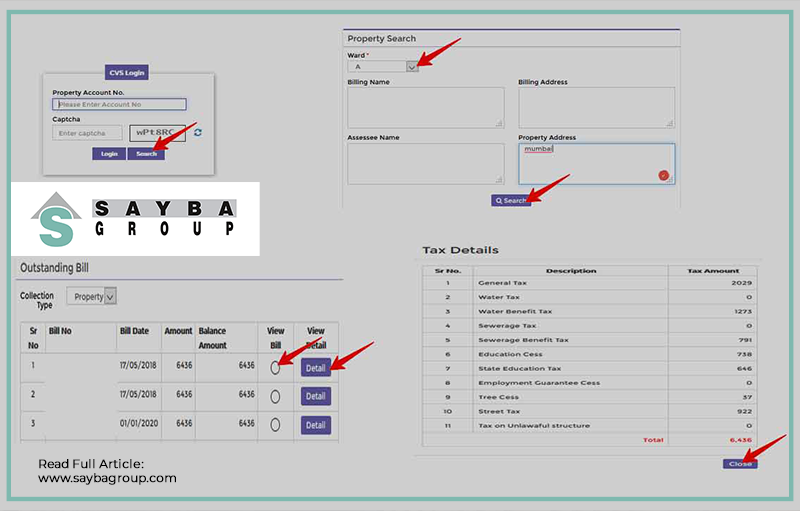 CVS Login
Property Account No.
Please Enter Account No
Captcha
Enter captcha
wPt8RC
Login
Search
Property Search
Ward *
A
Billing Name
Billing Address
Assessee Name
Property Address
mumbai
Search
SAYBA
GROUP
Outstanding Bill
Collection Type
Property
Sr No Bill No Bill Date Amount Balance Amount View Bill View Detail
1 17/05/2018 6436 6436 Detail
2 17/05/2018 6436 6436 Detail
3 01/01/2020 6436 6436 Detail
Tax Details
Sr No. Description Tax Amount
1 General Tax 2029
2 Water Tax 0
3 Water Benefit Tax 1273
4 Sewerage Tax 0
5 Sewerage Benefit Tax 791
6 Education Cess 738
7 State Education Tax 646
8 Employment Guarantee Cess 0
9 Tree Cess 37
10 Street Tax 922
11 Tax on Unlawaful structure 0
Total 6,436
Close
Read Full Article:
www.saybagroup.com